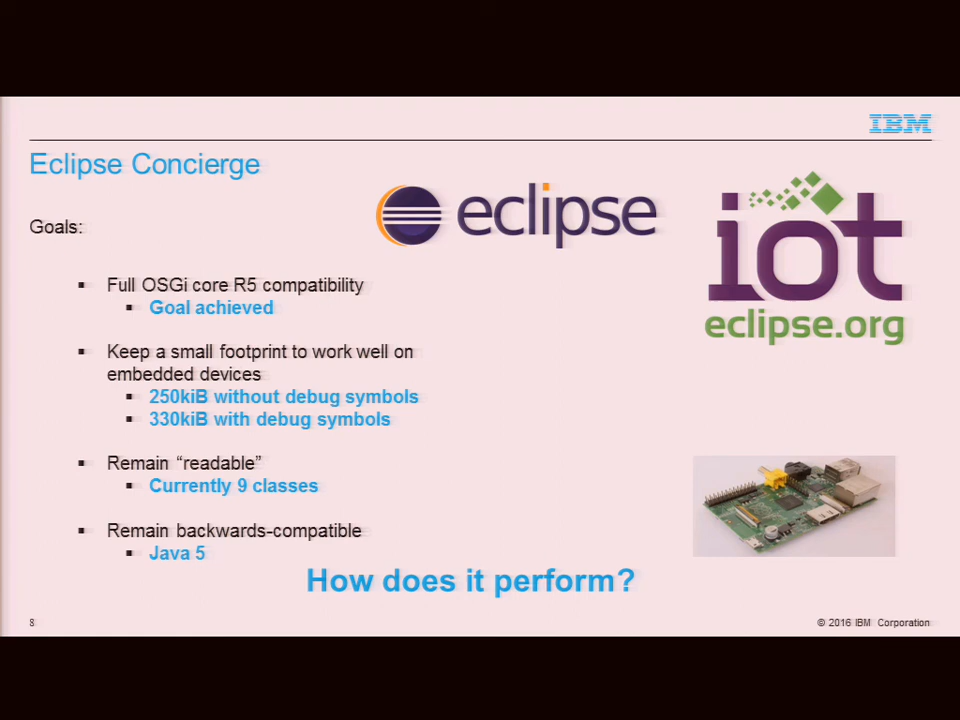 IBM
Eclipse Concierge
eclipse
iot
eclipse.org
Goals:
▪ Full OSGi core R5 compatibility
▪ Goal achieved
▪ Keep a small footprint to work well on
embedded devices
▪ 250kiB without debug symbols
▪ 330kiB with debug symbols
▪ Remain “readable”
▪ Currently 9 classes
▪ Remain backwards-compatible
▪ Java 5
How does it perform?
8
© 2016 IBM Corporation